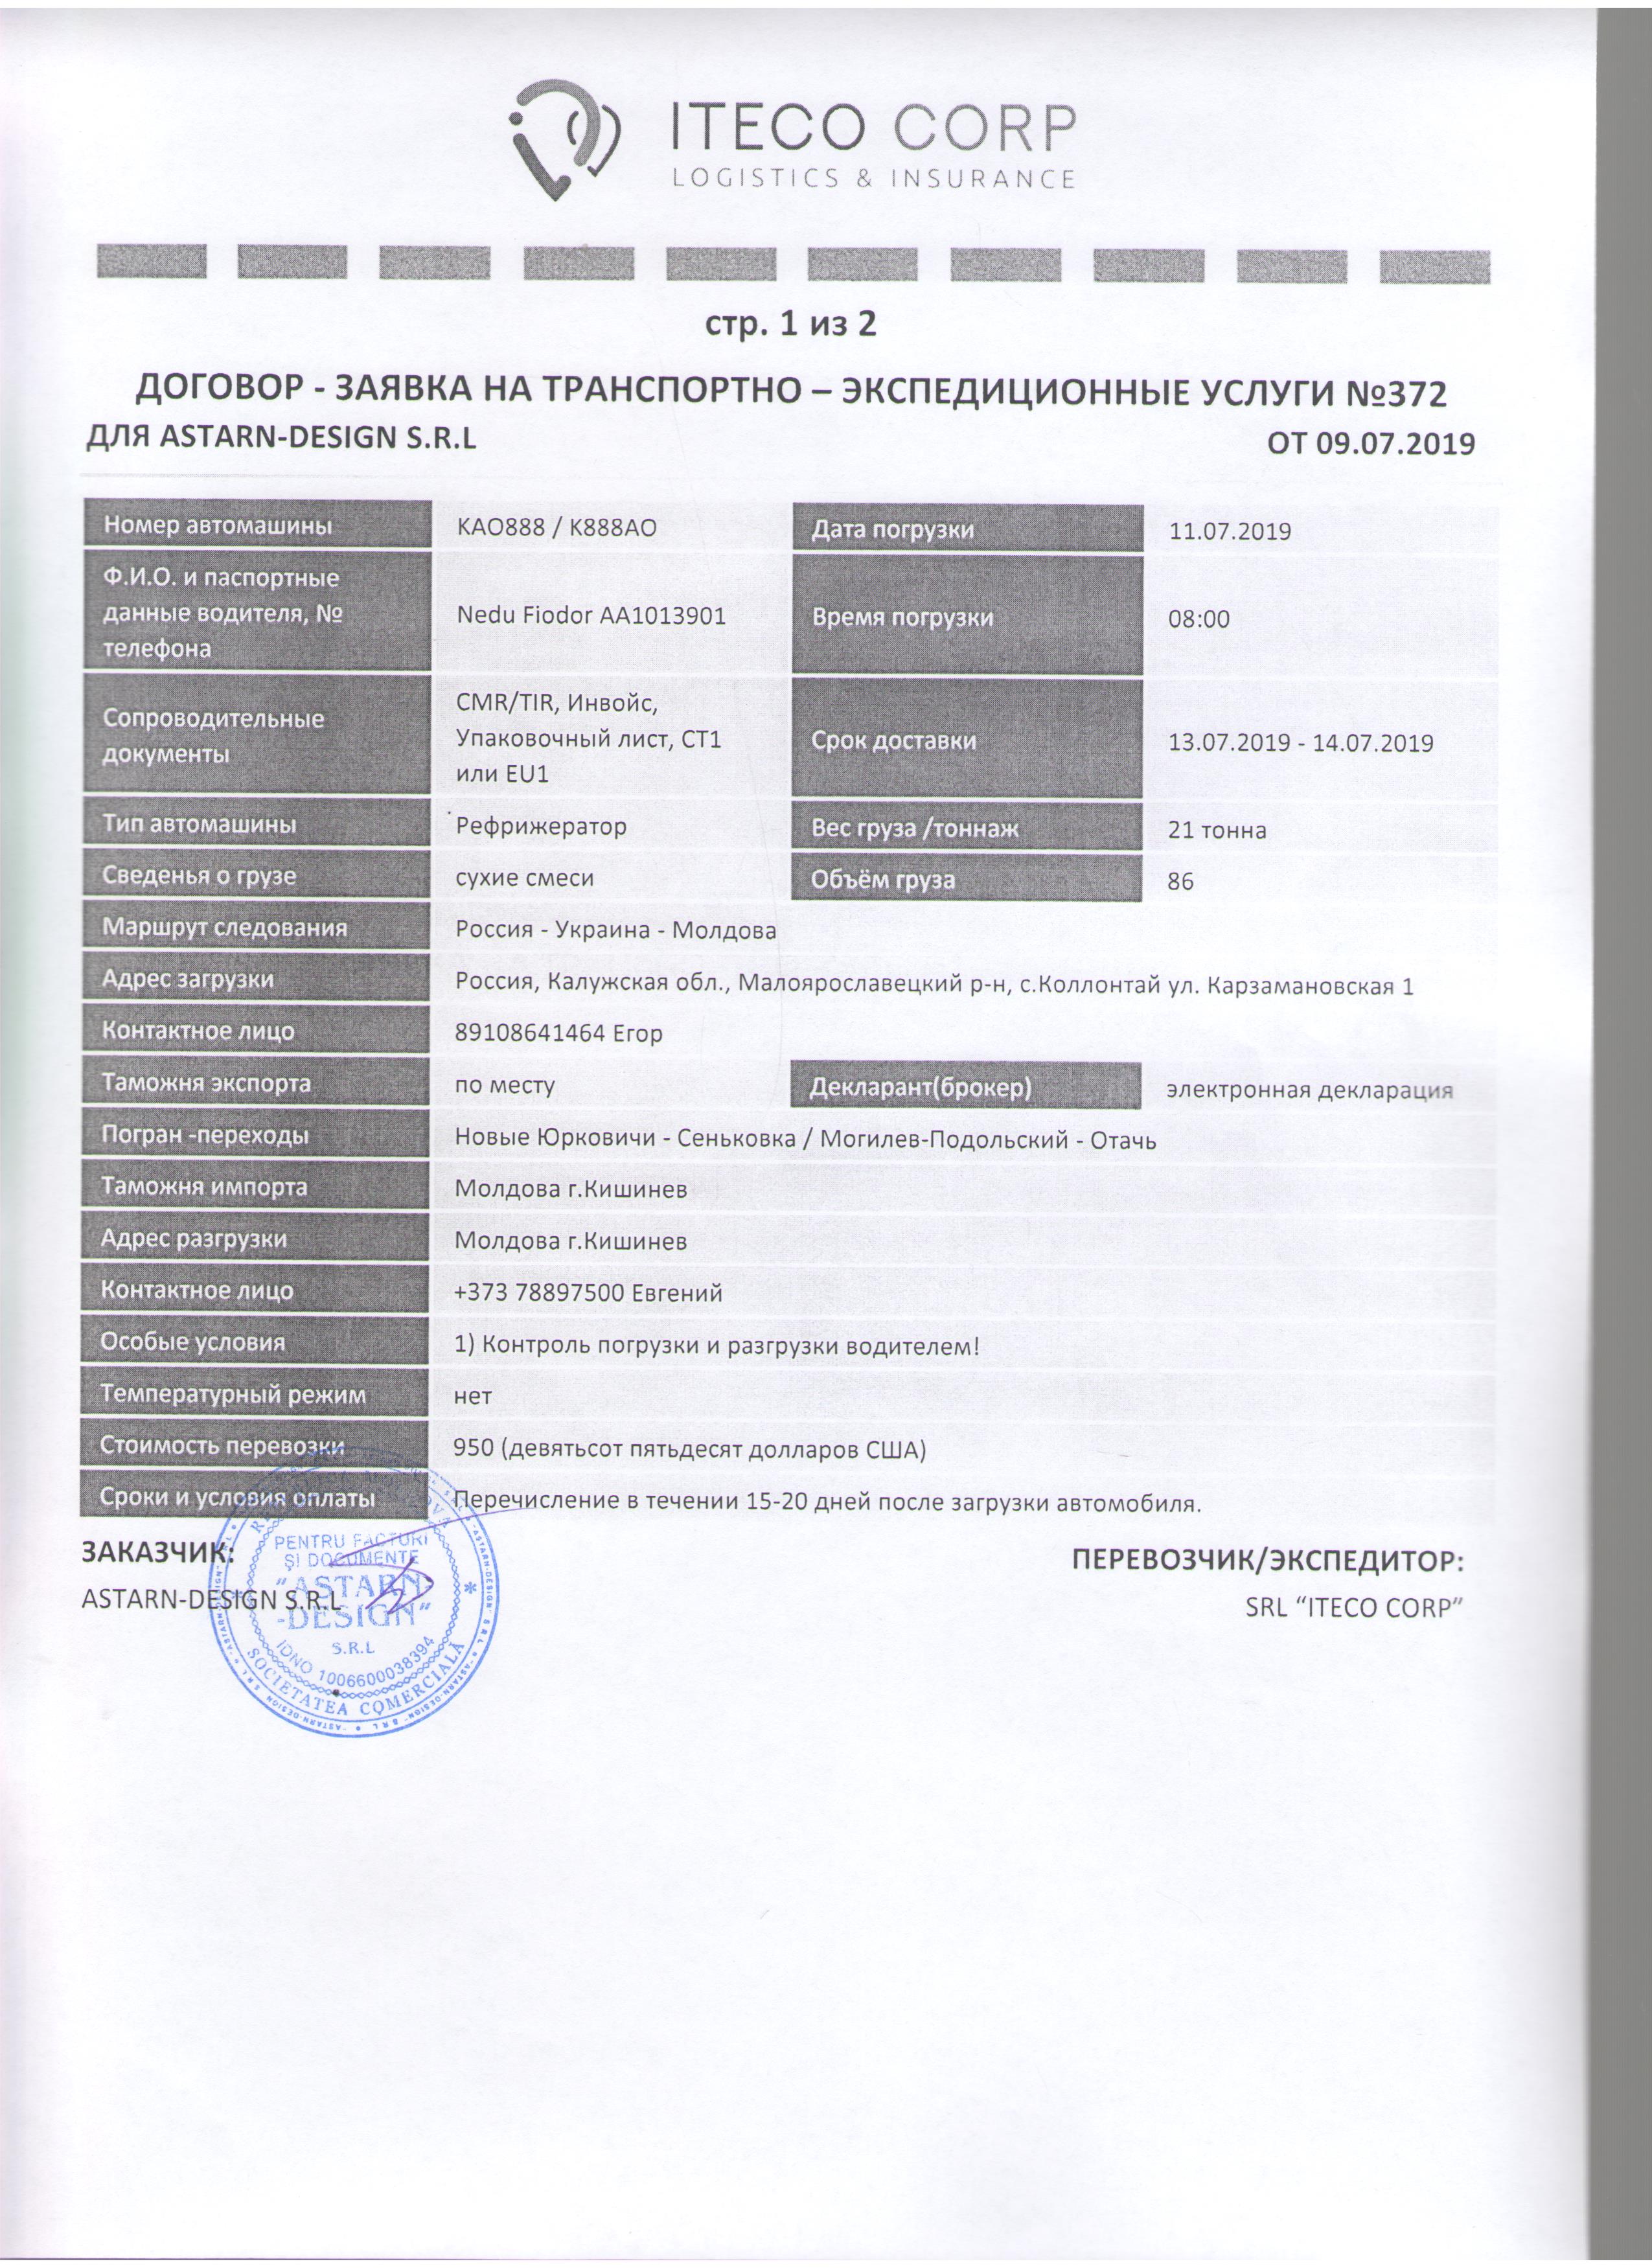 ITECO CORP
LOGISTICS & INSURANCE
стр. 1 из 2
ДОГОВОР - ЗАЯВКА НА ТРАНСПОРТНО – ЭКСПЕДИЦИОННЫЕ УСЛУГИ №372
ДЛЯ ASTARN-DESIGN S.R.L ОТ 09.07.2019
Номер автомашины KAO888 / K888AO Дата погрузки 11.07.2019
Ф.И.О. и паспортные
данные водителя, №
телефона
Nedu Fiodor AA1013901 Время погрузки 08:00
Сопроводительные
документы
CMR/TIR, Инвойс,
Упаковочный лист, СТ1
или EU1
Срок доставки 13.07.2019 - 14.07.2019
Тип автомашины Рефрижератор Вес груза /тоннаж 21 тонна
Сведенья о грузе сухие смеси Объём груза 86
Маршрут следования Россия - Украина - Молдова
Адрес загрузки Россия, Калужская обл., Малоярославецкий р-н, с.Коллонтай ул. Карзамановская 1
Контактное лицо 89108641464 Егор
Таможня экспорта по месту Декларант(брокер) электронная декларация
Погран -переходы Новые Юрковичи - Сеньковка / Могилев-Подольский - Отачь
Таможня импорта Молдова г.Кишинев
Адрес разгрузки Молдова г.Кишинев
Контактное лицо +373 78897500 Евгений
Особые условия 1) Контроль погрузки и разгрузки водителем!
Температурный режим нет
Стоимость перевозки 950 (девятьсот пятьдесят долларов США)
Сроки и условия оплаты Перечисление в течении 15-20 дней после загрузки автомобиля.
ЗАКАЗЧИК: ПЕРЕВОЗЧИК/ЭКСПЕДИТОР:
ASTARN-DESIGN S.R.L SRL “ITECO CORP”
PENTRU FACTURI
ȘI DOCUMENTE
“ASTARN-
-DESIGN“
S.R.L
IDNO 1006600038394
SOCIETATEA COMERCIALĂ